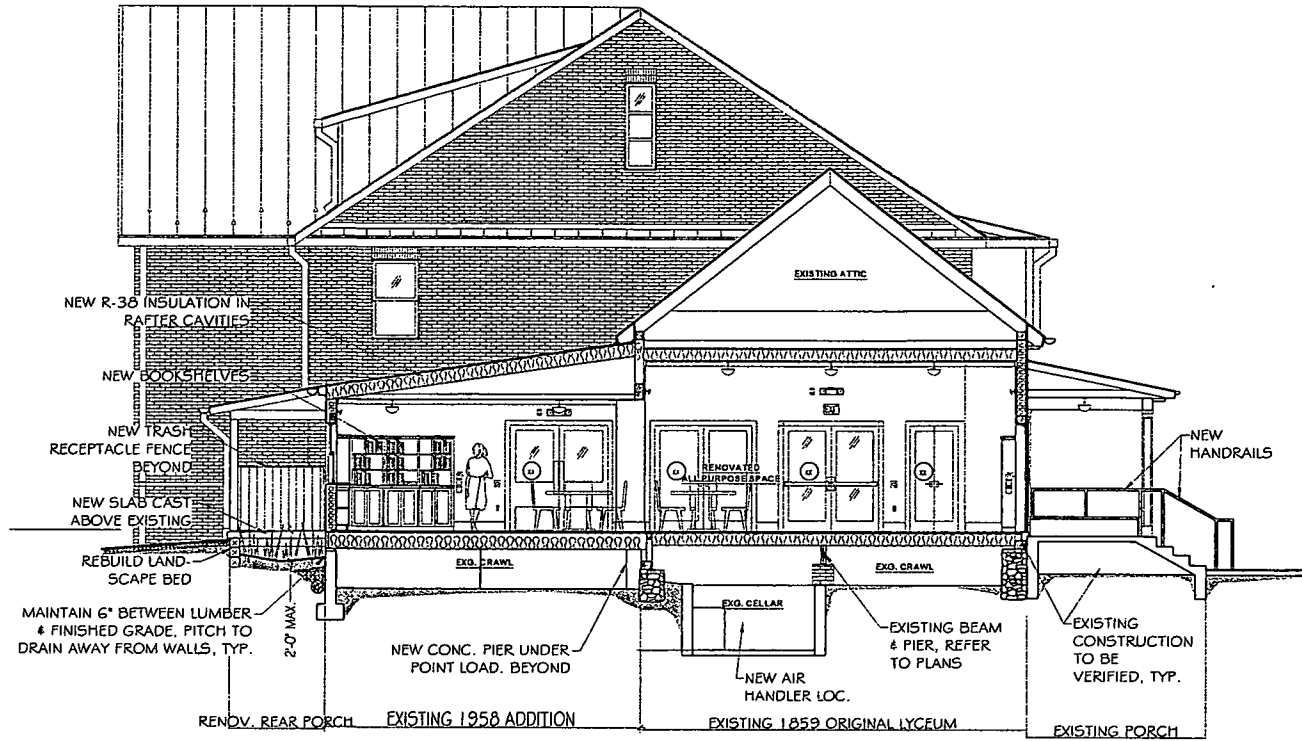 EXISTING ATTIC
NEW R-38 INSULATION IN
RAFTER CAVITIES
NEW BOOKSHELVES
NEW TRASH
RECEPTACLE FENCE
BEYOND
NEW SLAB CAST
ABOVE EXISTING
REBUILD LAND-
SCAPE BED
MAINTAIN 6" BETWEEN LUMBER
& FINISHED GRADE, PITCH TO
DRAIN AWAY FROM WALLS, TYP.
2'-0" MAX.
RENOVATED
ALL PURPOSE SPACE
NEW
HANDRAILS
EXG. CRAWL
EXG. CRAWL
EXG. CELLAR
NEW CONC. PIER UNDER
POINT LOAD. BEYOND
NEW AIR
HANDLER LOC.
EXISTING BEAM
& PIER, REFER
TO PLANS
EXISTING
CONSTRUCTION
TO BE
VERIFIED, TYP.
RENOV. REAR PORCH
EXISTING 1958 ADDITION
EXISTING 1859 ORIGINAL LYCEUM
EXISTING PORCH